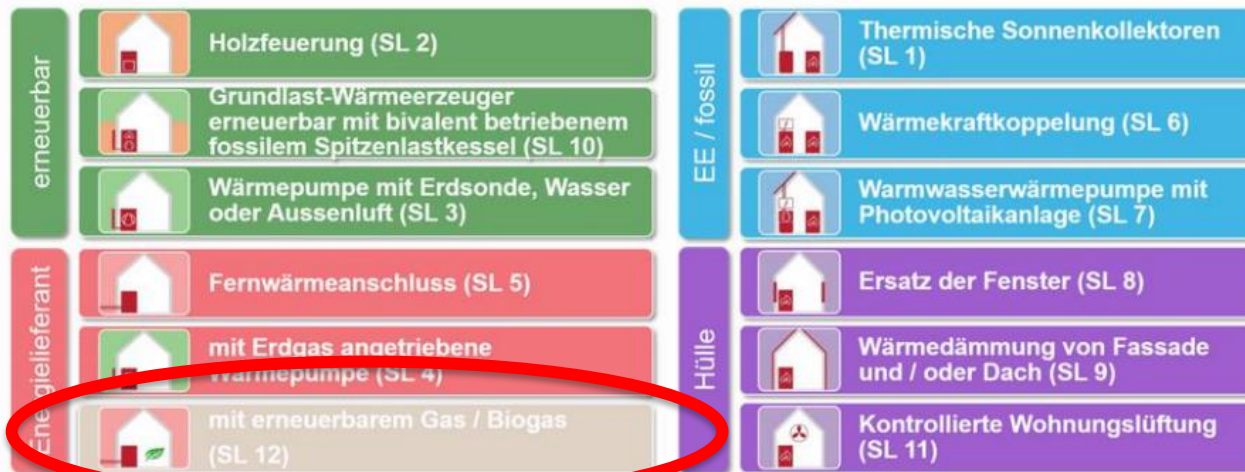 erneuerbar
Holzfeuerung (SL 2)
Grundlast-Wärmeerzeuger
erneuerbar mit bivalent betriebenem
fossilem Spitzenlastkessel (SL 10)
Wärmepumpe mit Erdsonde, Wasser
oder Aussenluft (SL 3)
Energielieferant
Fernwärmeanschluss (SL 5)
mit Erdgas angetriebene
Wärmepumpe (SL 4)
mit erneuerbarem Gas / Biogas
(SL 12)
EE / fossil
Thermische Sonnenkollektoren
(SL 1)
Wärmekraftkoppelung (SL 6)
Warmwasserwärmepumpe mit
Photovoltaikanlage (SL 7)
Hülle
Ersatz der Fenster (SL 8)
Wärmedämmung von Fassade
und / oder Dach (SL 9)
Kontrollierte Wohnungslüftung
(SL 11)